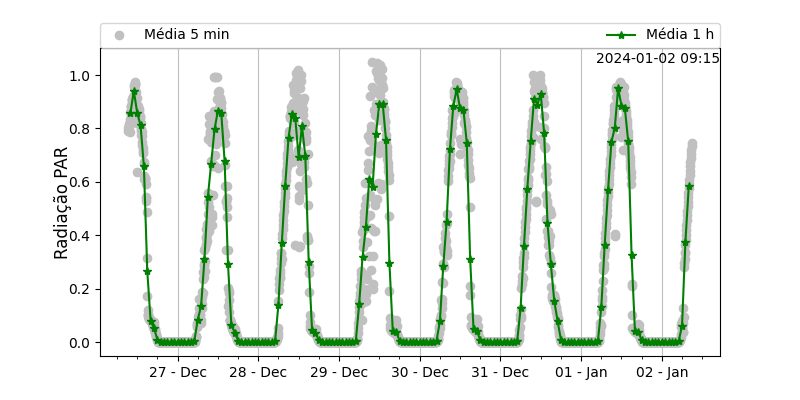 Média 5 min
Média 1 h
2024-01-02 09:15
Radiação PAR
1.0
0.8
0.6
0.4
0.2
0.0
27 - Dec
28 - Dec
29 - Dec
30 - Dec
31 - Dec
01 - Jan
02 - Jan